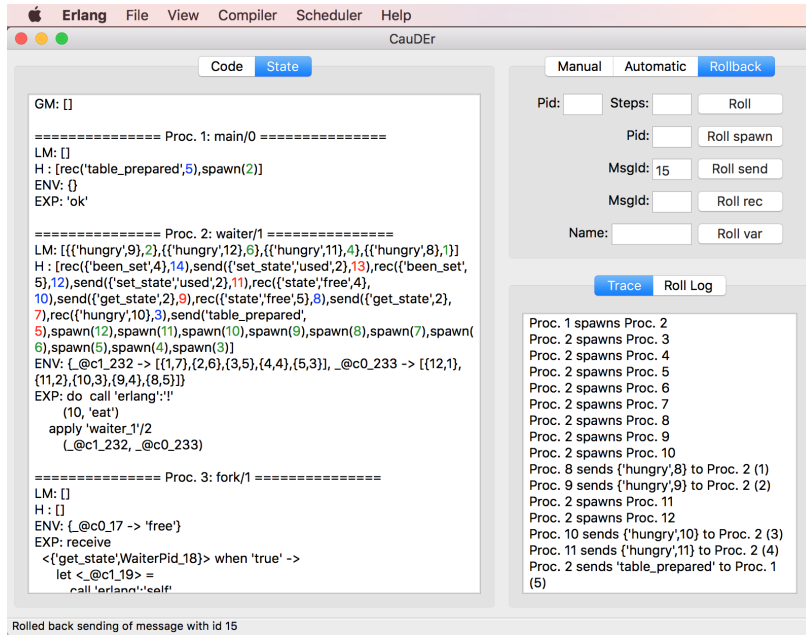 Erlang File View Compiler Scheduler Help
CauDEr
Code State
GM: []
=============== Proc. 1: main/0 ===============
LM: []
H : [rec('table_prepared',5),spawn(2)]
ENV: {}
EXP: 'ok'
=============== Proc. 2: waiter/1 ===============
LM: [{{'hungry',9},2},{{'hungry',12},6},{{'hungry',11},4},{{'hungry',8},1}]
H : [rec({'been_set',4},14),send({'set_state','used',2},13),rec({'been_set',
5},12),send({'set_state','used',2},11),rec({'state','free',4},
10),send({'get_state',2},9),rec({'state','free',5},8),send({'get_state',2},
7),rec({'hungry',10},3),send('table_prepared',
5),spawn(12),spawn(11),spawn(10),spawn(9),spawn(8),spawn(7),spawn(
6),spawn(5),spawn(4),spawn(3)]
ENV: {_@c1_232 -> [{1,7},{2,6},{3,5},{4,4},{5,3}], _@c0_233 -> [{12,1},
{11,2},{10,3},{9,4},{8,5}]}
EXP: do call 'erlang':'!'
(10, 'eat')
apply 'waiter_1'/2
(_@c1_232, _@c0_233)
=============== Proc. 3: fork/1 ===============
LM: []
H : []
ENV: {_@c0_17 -> 'free'}
EXP: receive
<{'get_state',WaiterPid_18}> when 'true' ->
let <_@c1_19> =
call 'erlang':'self'
Manual Automatic Rollback
Pid: Steps: Roll
Pid: Roll spawn
MsgId: 15 Roll send
MsgId: Roll rec
Name: Roll var
Trace Roll Log
Proc. 1 spawns Proc. 2
Proc. 2 spawns Proc. 3
Proc. 2 spawns Proc. 4
Proc. 2 spawns Proc. 5
Proc. 2 spawns Proc. 6
Proc. 2 spawns Proc. 7
Proc. 2 spawns Proc. 8
Proc. 2 spawns Proc. 9
Proc. 2 spawns Proc. 10
Proc. 8 sends {'hungry',8} to Proc. 2 (1)
Proc. 9 sends {'hungry',9} to Proc. 2 (2)
Proc. 2 spawns Proc. 11
Proc. 2 spawns Proc. 12
Proc. 10 sends {'hungry',10} to Proc. 2 (3)
Proc. 11 sends {'hungry',11} to Proc. 2 (4)
Proc. 2 sends 'table_prepared' to Proc. 1
(5)
Rolled back sending of message with id 15